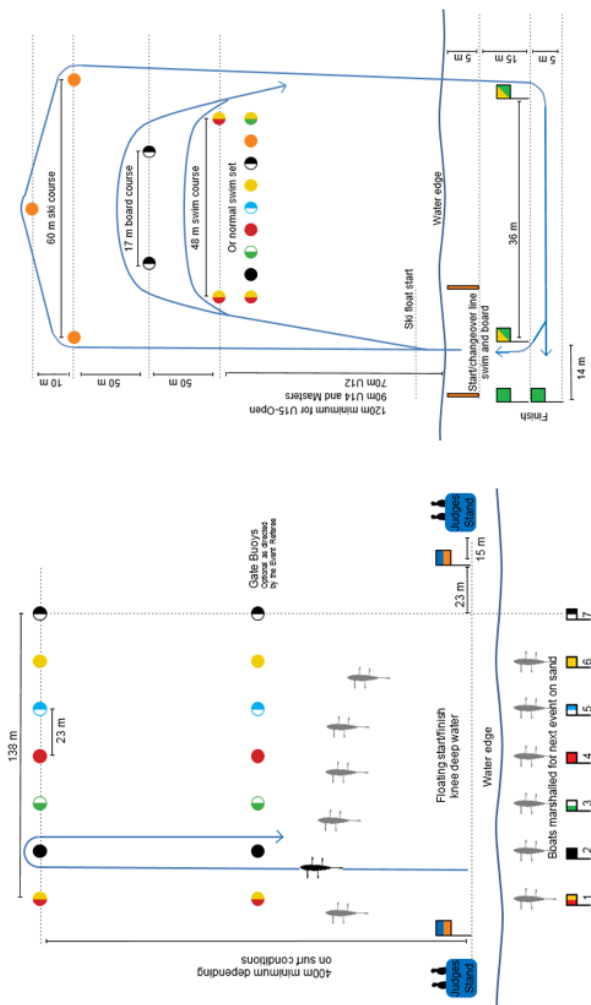 60 m ski course
17 m board course
48 m swim course
Or normal swim set
10 m
50 m
50 m
120m minimum for U15-Open
90m U14 and Masters
70m U12
Ski float start
Water edge
Start/changeover line
swim and board
36 m
14 m
Finish
5 m
15 m
5 m
138 m
23 m
Gate Buoys
Optional as directed
by the Event Referee
400m minimum depending
on surf conditions
Floating start/finish
knee deep water
23 m
15 m
Judges
Stand
Judges
Stand
Water edge
Boats marshalled for next event on sand
1
2
3
4
5
6
7